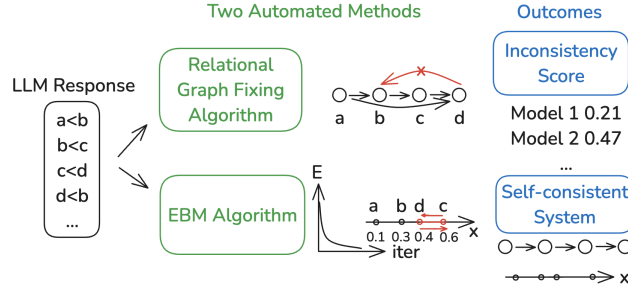 Two Automated Methods
Outcomes
LLM Response
a<b
b<c
c<d
d<b
...
Relational
Graph Fixing
Algorithm
x
a b c d
EBM Algorithm
E
iter
a b d c
0.1 0.3 0.4 0.6
x
Inconsistency
Score
Model 1 0.21
Model 2 0.47
...
Self-consistent
System
x